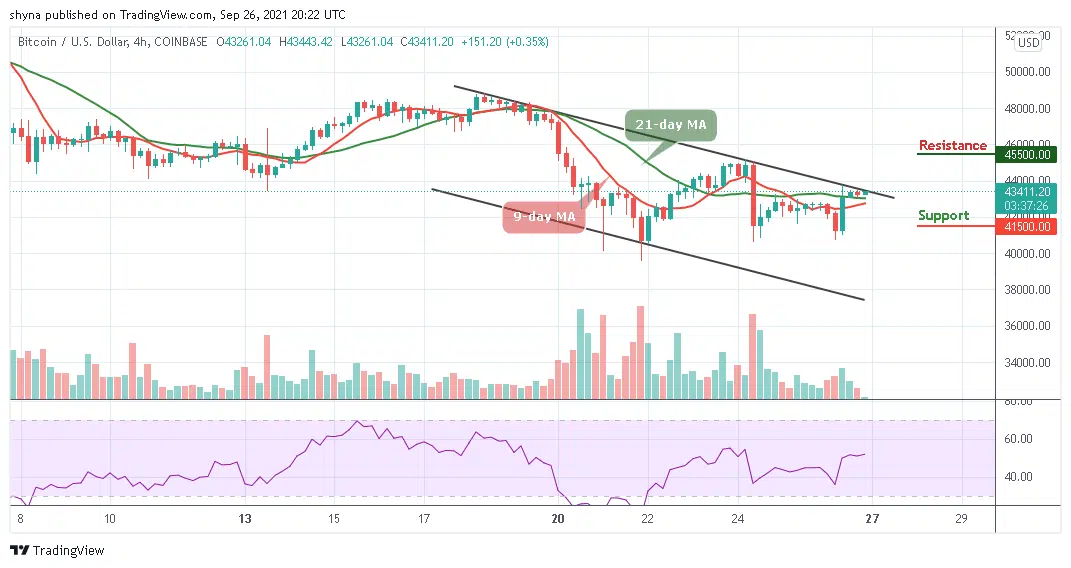 shyna published on TradingView.com, Sep 26, 2021 20:22 UTC
Bitcoin / U.S. Dollar, 4h, COINBASE O43261.04 H43443.42 L43261.04 C43411.20 +151.20 (+0.35%)
USD
50000.00
48000.00
46000.00
21-day MA
Resistance
45500.00
44000.00
43411.20
03:37:26
9-day MA
Support
42000.00
41500.00
40000.00
38000.00
36000.00
34000.00
80.00
60.00
40.00
8 10 13 15 17 20 22 24 27 29
TradingView